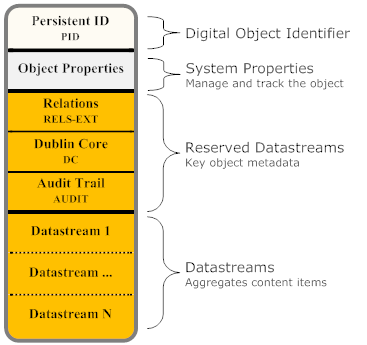 Persistent ID
PID
Digital Object Identifier
Object Properties
System Properties
Manage and track the object
Relations
RELS-EXT
Dublin Core
DC
Audit Trail
AUDIT
Reserved Datastreams
Key object metadata
Datastream 1
Datastream ...
Datastream N
Datastreams
Aggregates content items